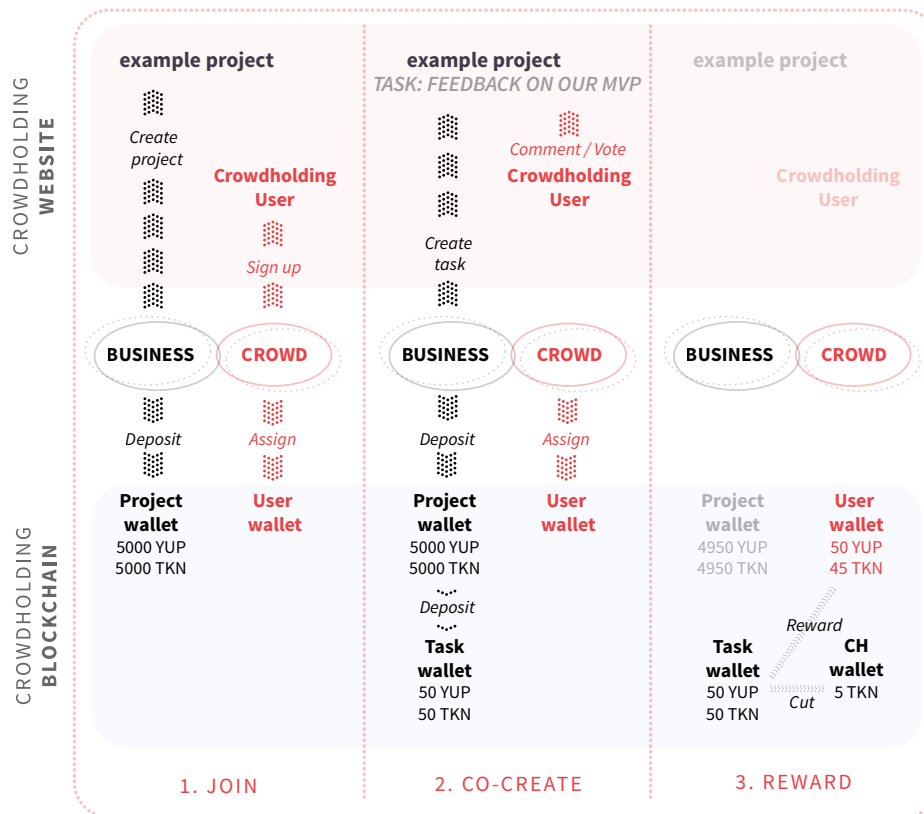 CROWDHOLDING
WEBSITE
example project
Create
project
Crowdholding
User
Sign up
BUSINESS
CROWD
Deposit
Assign
Project
wallet
5000 YUP
5000 TKN
User
wallet
1. JOIN
example project
TASK: FEEDBACK ON OUR MVP
Comment / Vote
Crowdholding
User
Create
task
BUSINESS
CROWD
Deposit
Assign
Project
wallet
5000 YUP
5000 TKN
User
wallet
Deposit
Task
wallet
50 YUP
50 TKN
2. CO-CREATE
example project
Crowdholding
User
BUSINESS
CROWD
Project
wallet
4950 YUP
4950 TKN
User
wallet
50 YUP
45 TKN
Reward
Task
wallet
50 YUP
50 TKN
CH
wallet
5 TKN
Cut
3. REWARD
CROWDHOLDING
BLOCKCHAIN